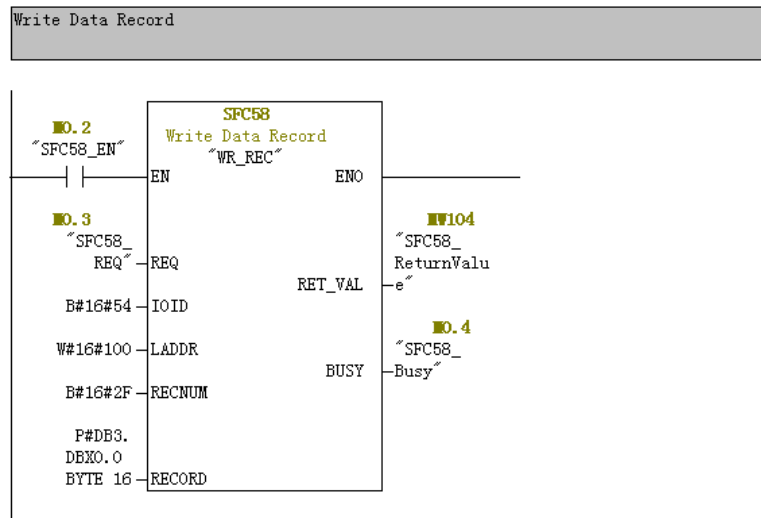 Write Data Record
SFC58
M0.2
Write Data Record
"SFC58_EN"
"WR_REC"
EN
ENO
M0.3
MW104
"SFC58_
"SFC58_
REQ"
REQ
ReturnValu
RET_VAL
e"
B#16#54
IOID
M0.4
W#16#100
LADDR
"SFC58_
BUSY
Busy"
B#16#2F
RECNUM
P#DB3.
DBX0.0
BYTE 16
RECORD